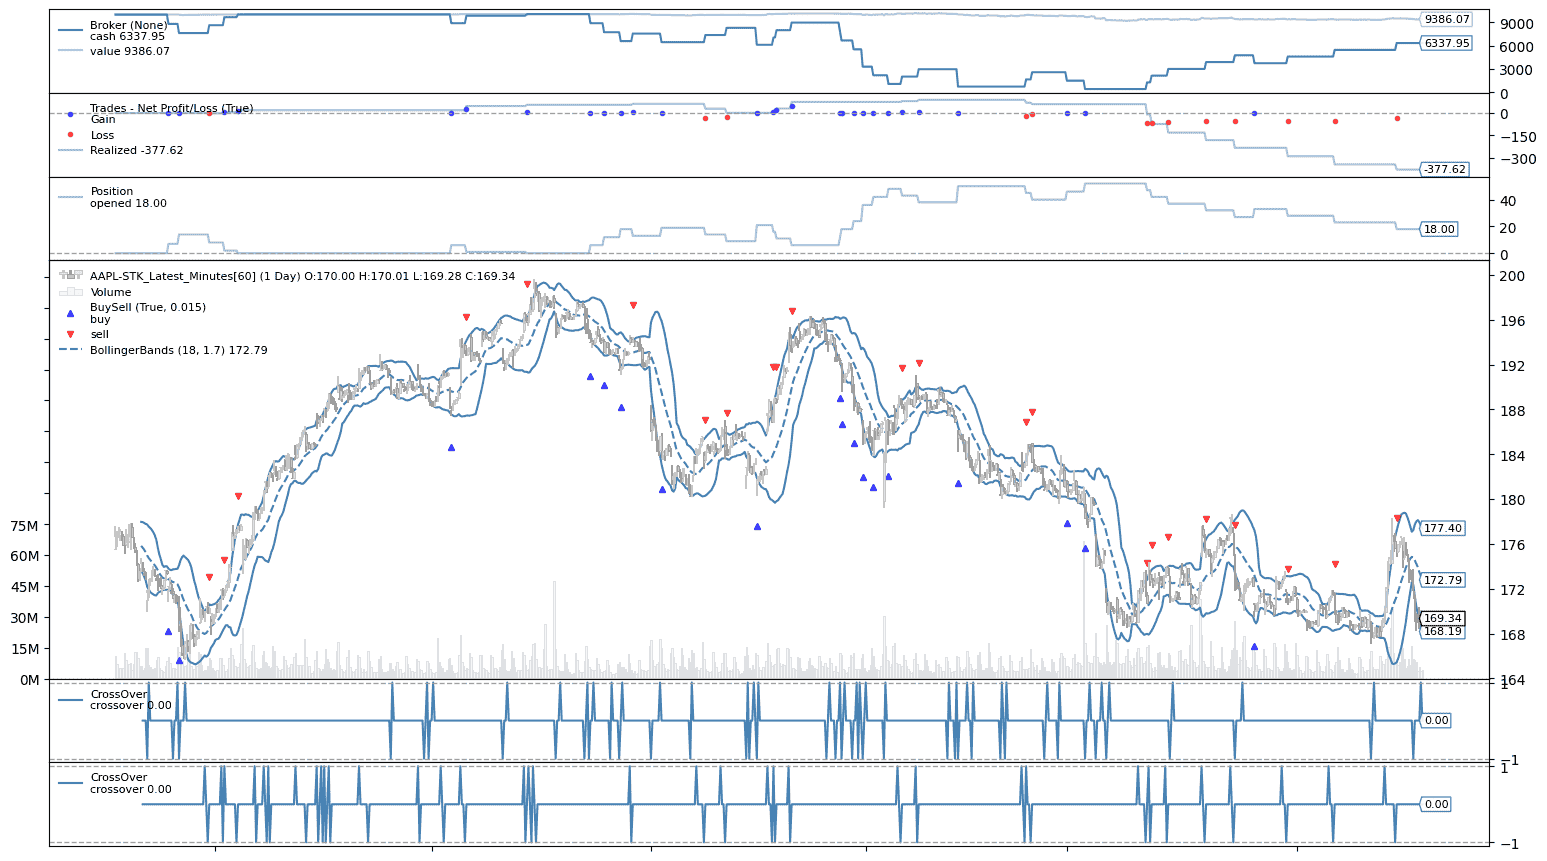 Broker (None)
cash 6337.95
value 9386.07
9386.07
6337.95
9000
6000
3000
0
Trades - Net Profit/Loss (True)
Gain
Loss
Realized -377.62
0
−150
−300
-377.62
Position
opened 18.00
40
20
0
18.00
AAPL-STK_Latest_Minutes[60] (1 Day) O:170.00 H:170.01 L:169.28 C:169.34
Volume
BuySell (True, 0.015)
buy
sell
BollingerBands (18, 1.7) 172.79
200
196
192
188
184
180
176
172
168
164
177.40
172.79
169.34
168.19
75M
60M
45M
30M
15M
0M
CrossOver
crossover 0.00
1
0.00
−1
CrossOver
crossover 0.00
1
0.00
−1